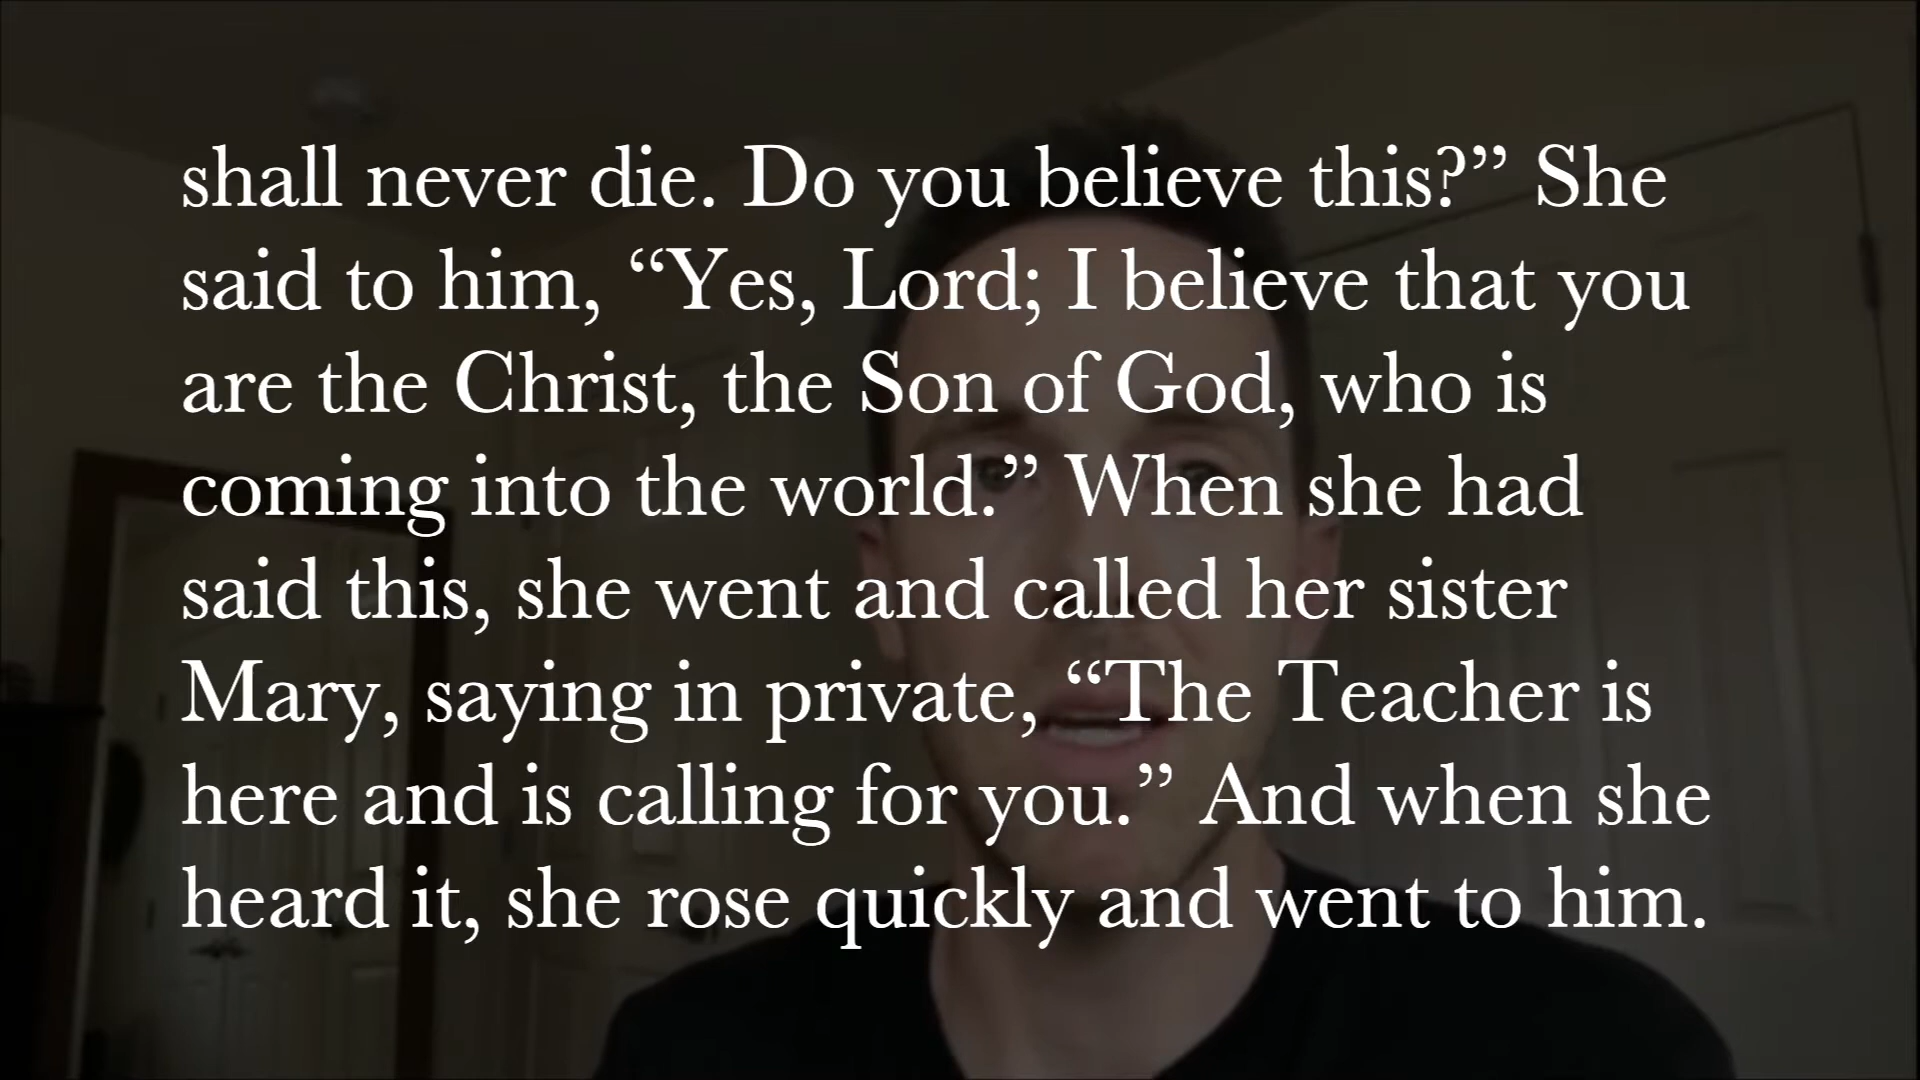 shall never die. Do you believe this?” She
said to him, “Yes, Lord; I believe that you
are the Christ, the Son of God, who is
coming into the world.” When she had
said this, she went and called her sister
Mary, saying in private, “The Teacher is
here and is calling for you.” And when she
heard it, she rose quickly and went to him.